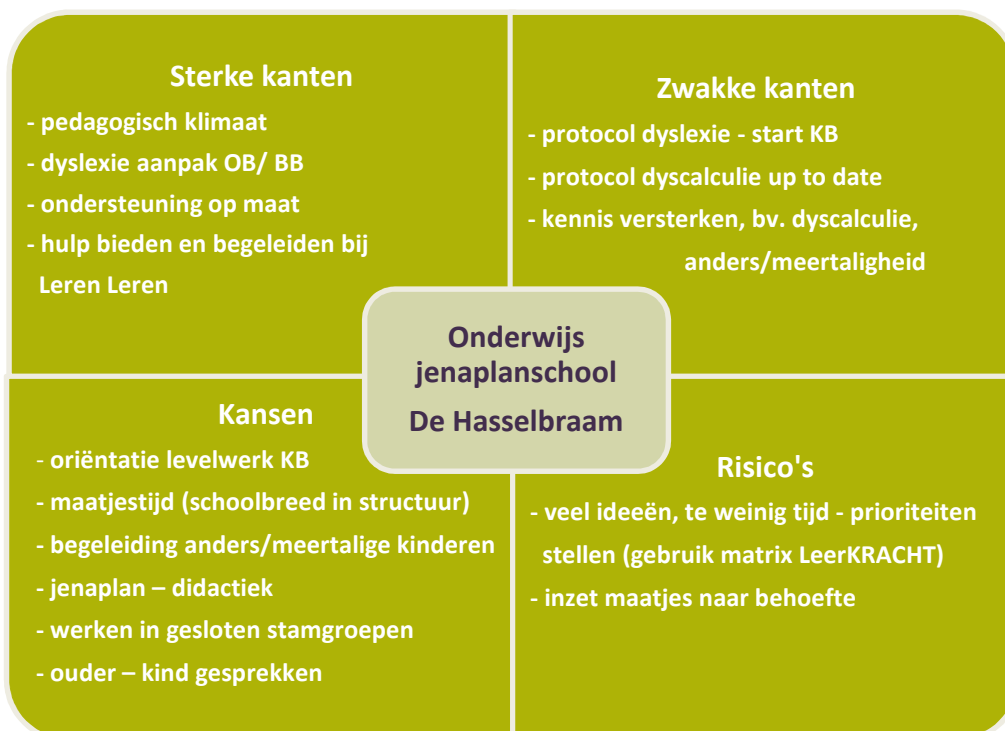 Sterke kanten
- pedagogisch klimaat
- dyslexie aanpak OB/ BB
- ondersteuning op maat
- hulp bieden en begeleiden bij
Leren Leren
Zwakke kanten
- protocol dyslexie - start KB
- protocol dyscalculie up to date
- kennis versterken, bv. dyscalculie,
anders/meertaligheid
Onderwijs
jenaplanschool
De Hasselbraam
Kansen
- oriëntatie levelwerk KB
- maatjestijd (schoolbreed in structuur)
- begeleiding anders/meertalige kinderen
- jenaplan – didactiek
- werken in gesloten stamgroepen
- ouder – kind gesprekken
Risico's
- veel ideeën, te weinig tijd - prioriteiten
stellen (gebruik matrix LeerKRACHT)
- inzet maatjes naar behoefte